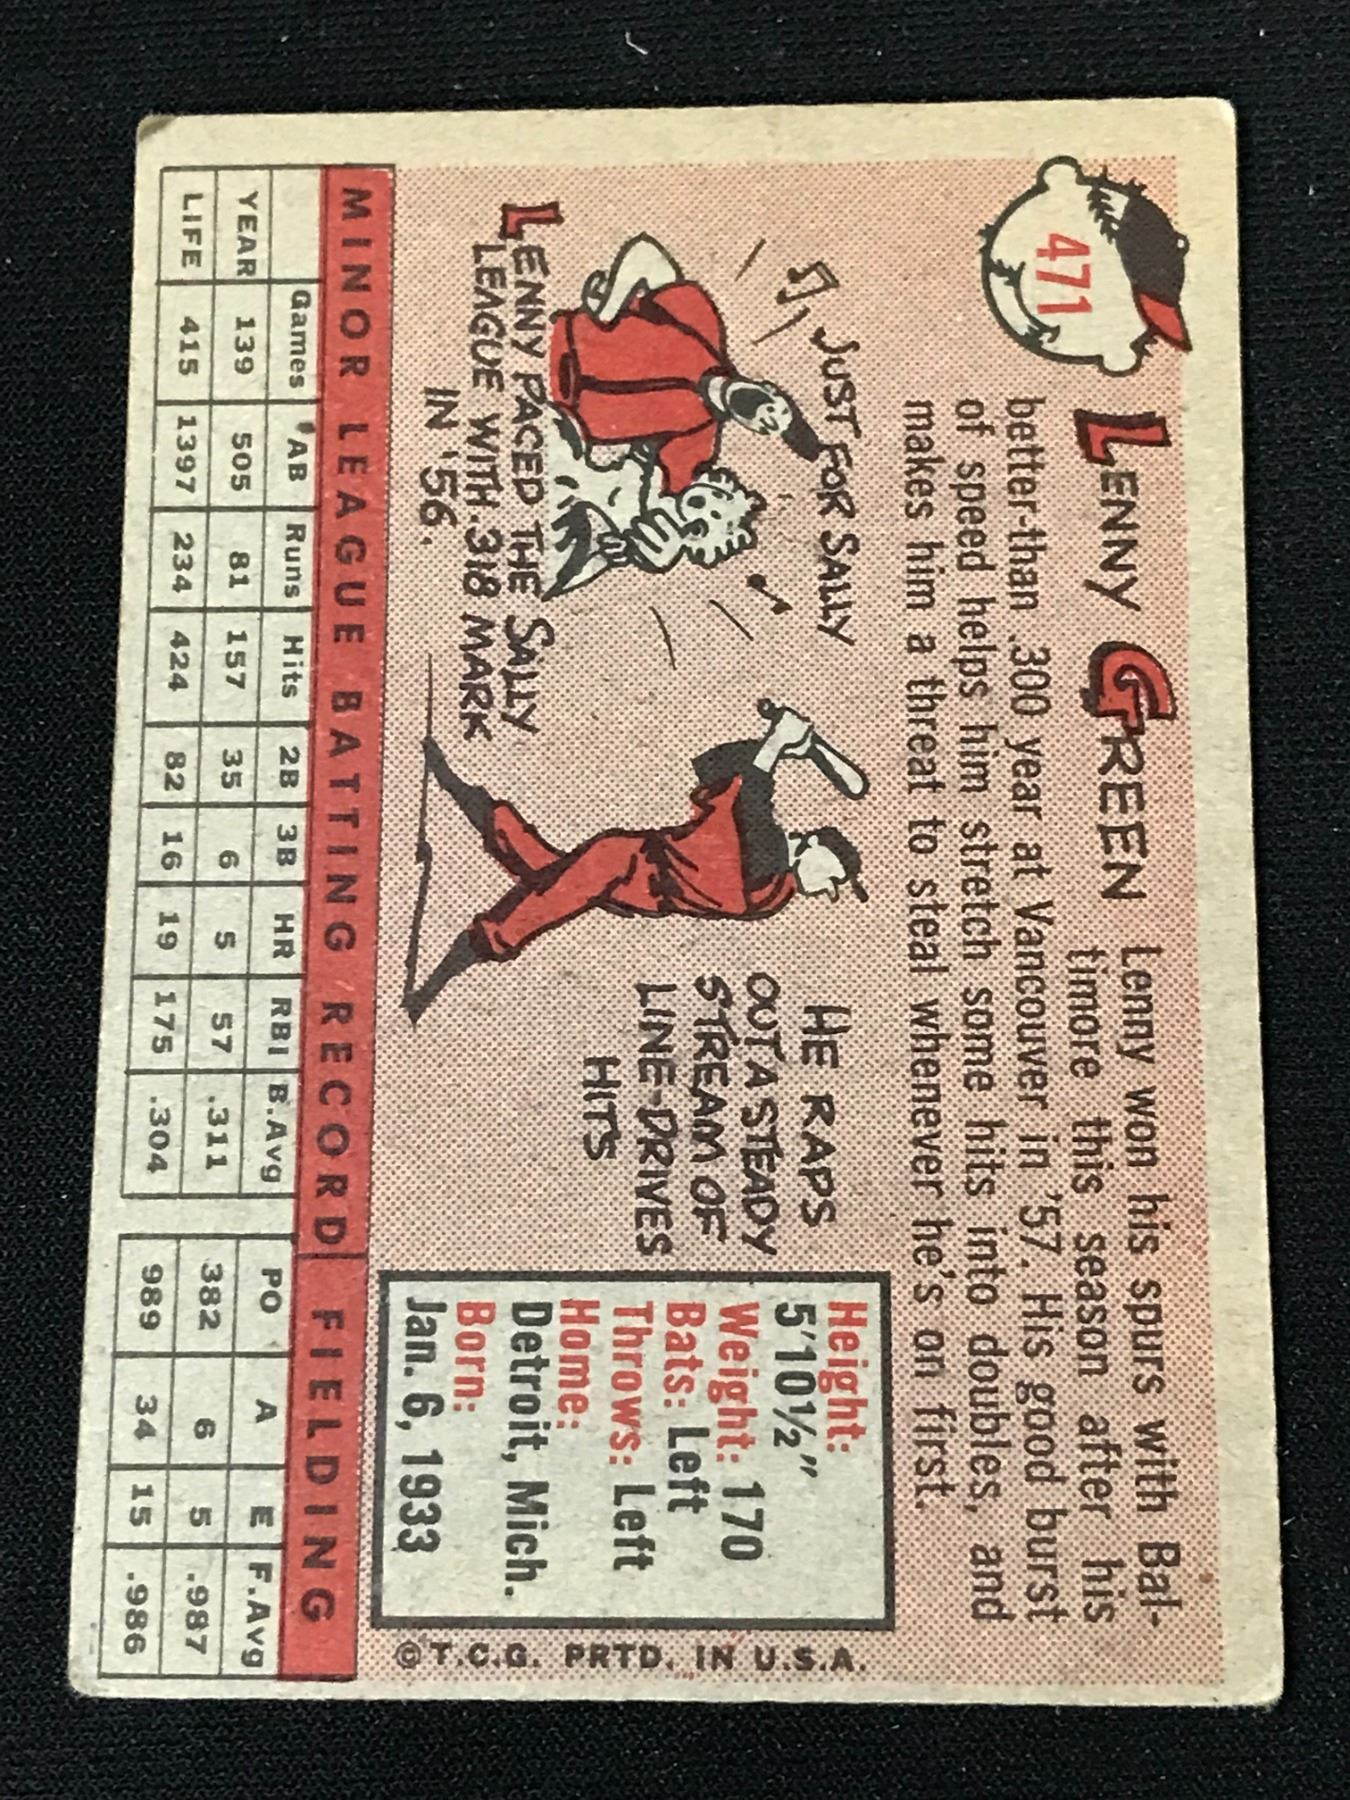 471
LENNY GREEN
Lenny won his spurs with Bal-
timore this season after his
better-than .300 year at Vancouver in '57. His good burst
of speed helps him stretch some hits into doubles, and
makes him a threat to steal whenever he's on first.
JUST FOR SALLY
LENNY PACED THE SALLY
LEAGUE WITH .318 MARK
IN '56.
HE RAPS
OUT A STEADY
STREAM OF
LINE-DRIVES
HITS
Height:
5'10½"
Weight: 170
Bats: Left
Throws: Left
Home:
Detroit, Mich.
Born:
Jan. 6, 1933
© T.C.G. PRTD. IN U.S.A.
MINOR LEAGUE BATTING RECORD FIELDING
Games AB Runs Hits 2B 3B HR RBI B.Avg PO A E F.Avg
YEAR 139 505 81 157 35 6 5 57 .311 382 6 5 .987
LIFE 415 1397 234 424 82 16 19 175 .304 989 34 15 .986